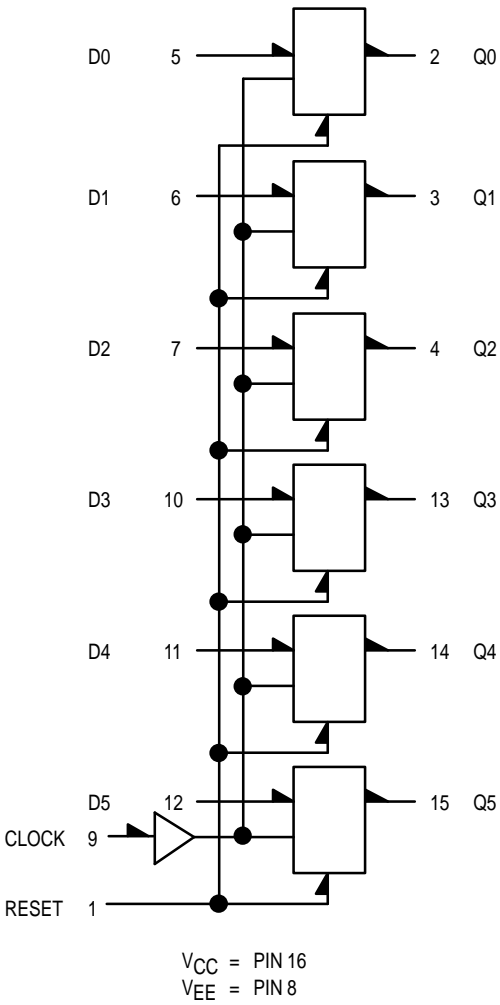 D0 5 2 Q0
D1 6 3 Q1
D2 7 4 Q2
D3 10 13 Q3
D4 11 14 Q4
D5 12 15 Q5
CLOCK 9
RESET 1
VCC = PIN 16
VEE = PIN 8